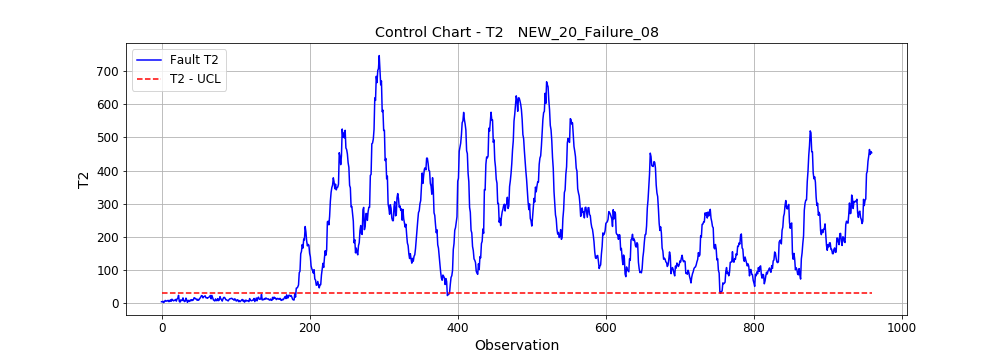 Control Chart - T2   NEW_20_Failure_08
Fault T2
T2 - UCL
700
600
500
400
300
200
100
0
T2
0 200 400 600 800 1000
Observation